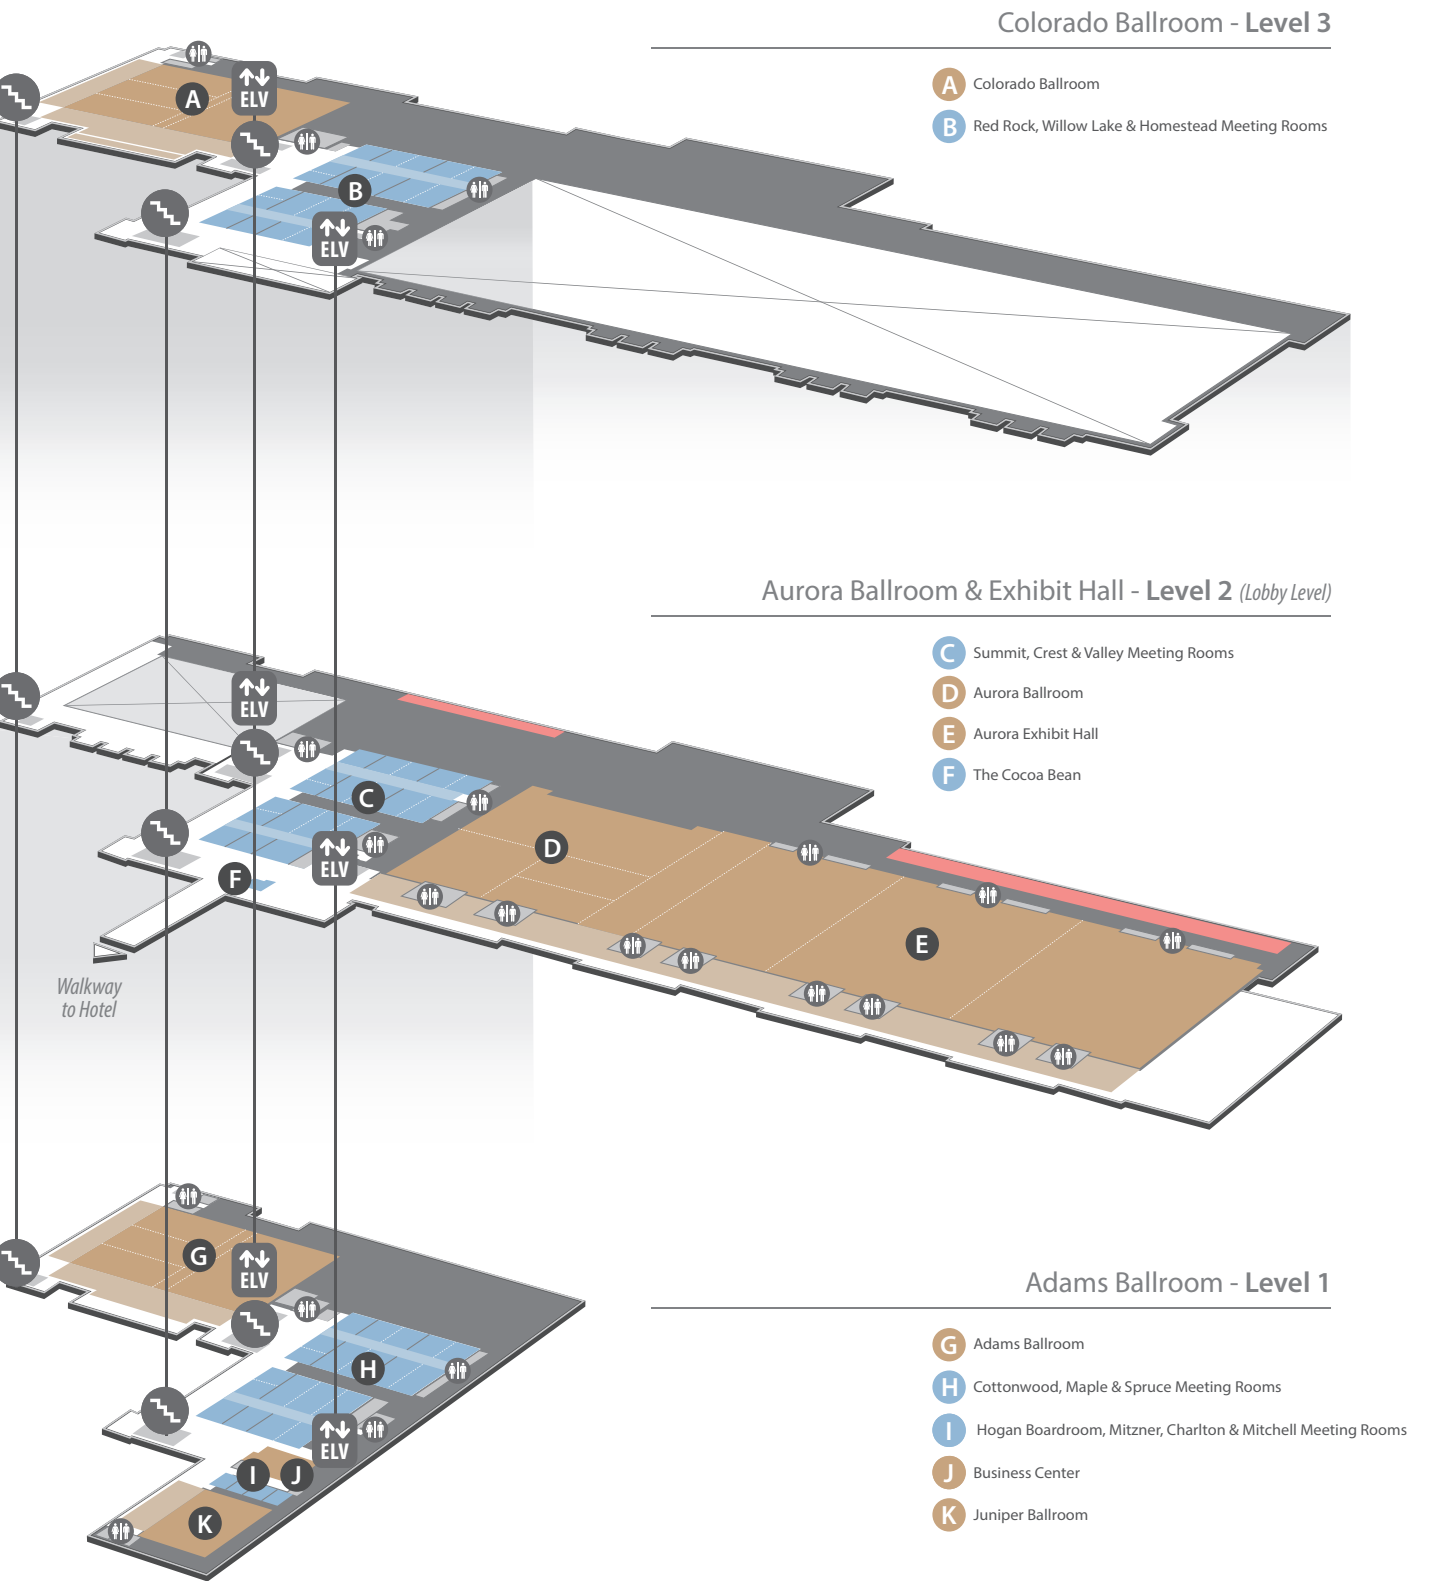 Colorado Ballroom - Level 3
A Colorado Ballroom
B Red Rock, Willow Lake & Homestead Meeting Rooms
A
ELV
B
ELV
Aurora Ballroom & Exhibit Hall - Level 2 (Lobby Level)
C Summit, Crest & Valley Meeting Rooms
D Aurora Ballroom
E Aurora Exhibit Hall
F The Cocoa Bean
ELV
C
D
ELV
F
E
Walkway
to Hotel
Adams Ballroom - Level 1
G Adams Ballroom
H Cottonwood, Maple & Spruce Meeting Rooms
I Hogan Boardroom, Mitzner, Charlton & Mitchell Meeting Rooms
J Business Center
K Juniper Ballroom
G
ELV
H
ELV
I
J
K